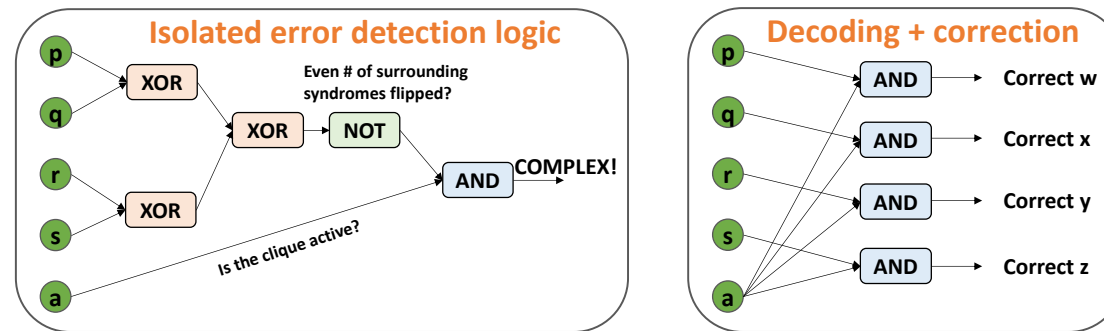 Isolated error detection logic
p
q
r
s
a
XOR
XOR
XOR
Even # of surrounding
syndromes flipped?
NOT
AND
COMPLEX!
Is the clique active?
Decoding + correction
p
q
r
s
a
AND
Correct w
AND
Correct x
AND
Correct y
AND
Correct z